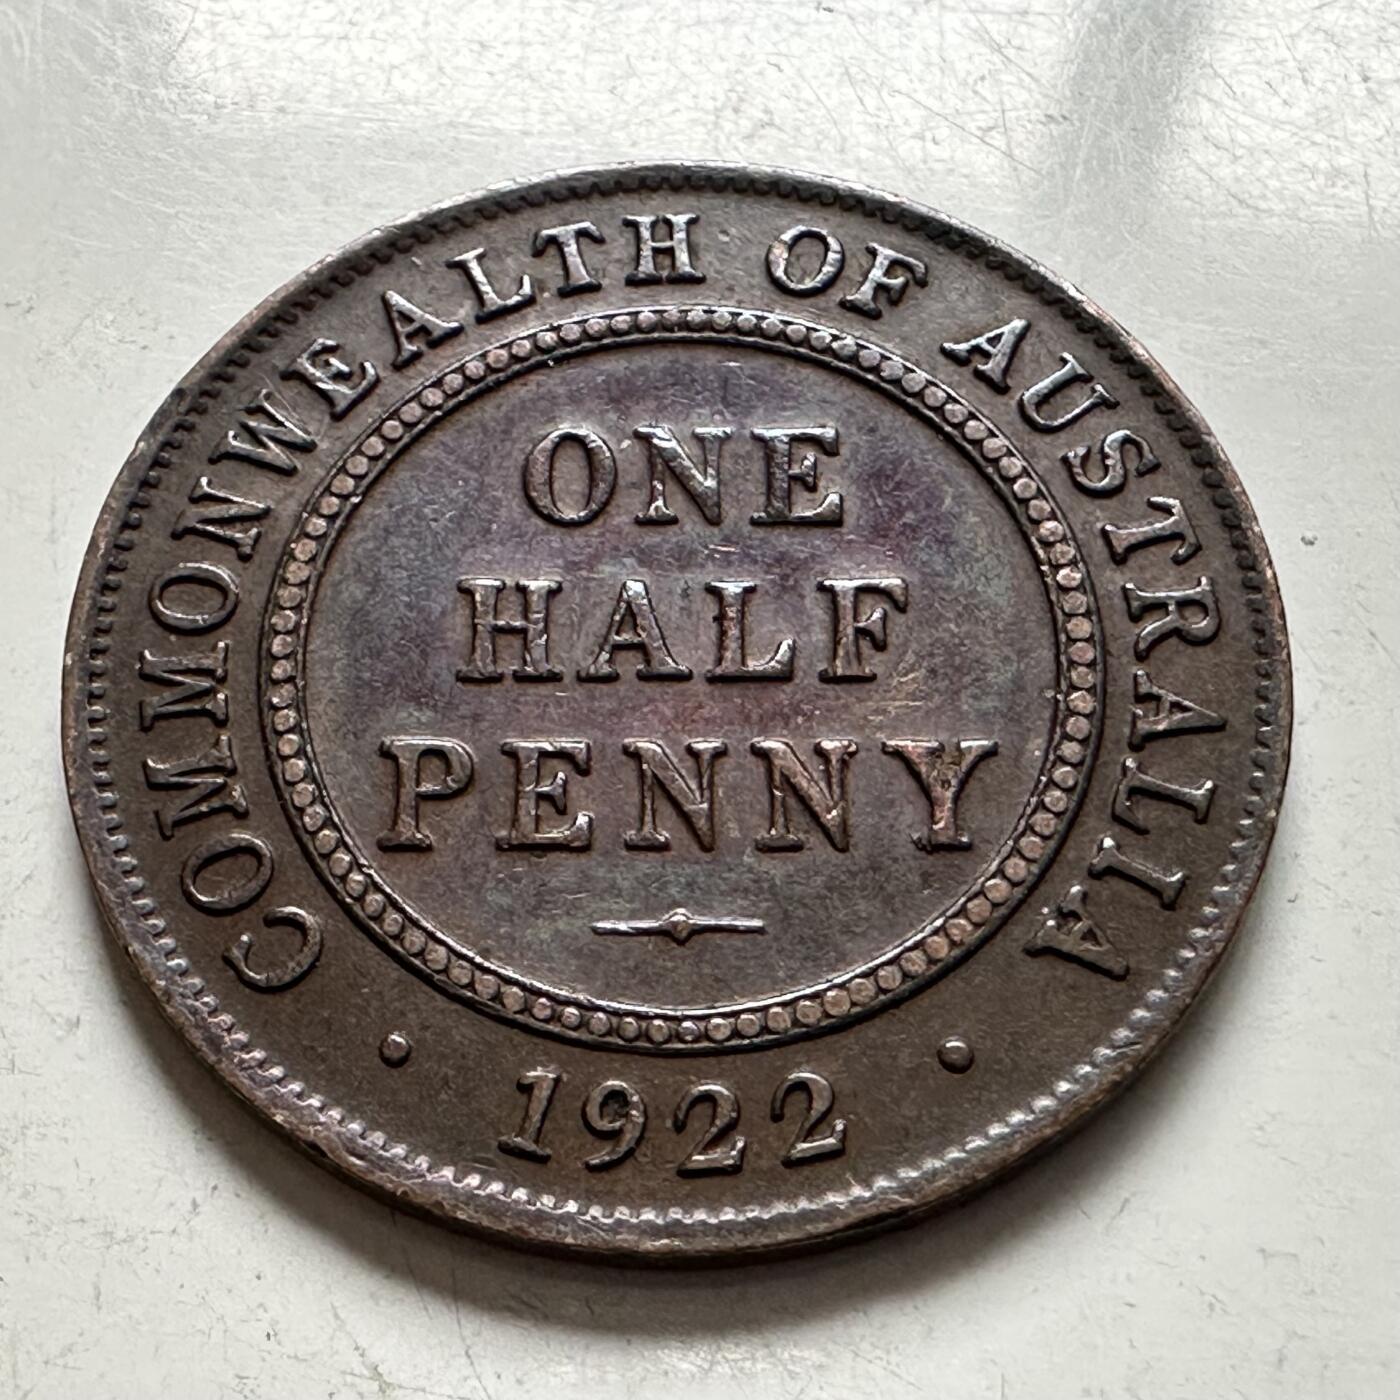 COMMONWEALTH OF AUSTRALIA
ONE
HALF
PENNY
· 1922 ·